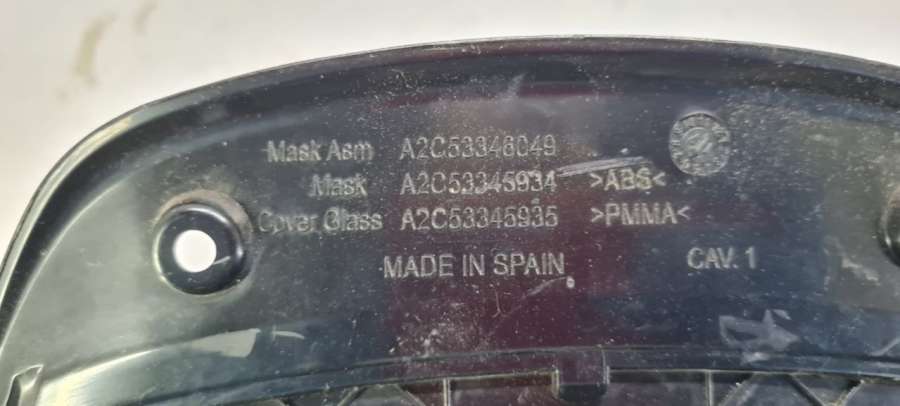 Mask Asm A2C53346049
Mask A2C53345934 >ABS<
Cover Glass A2C53345935 >PMMA<
MADE IN SPAIN CAV. 1